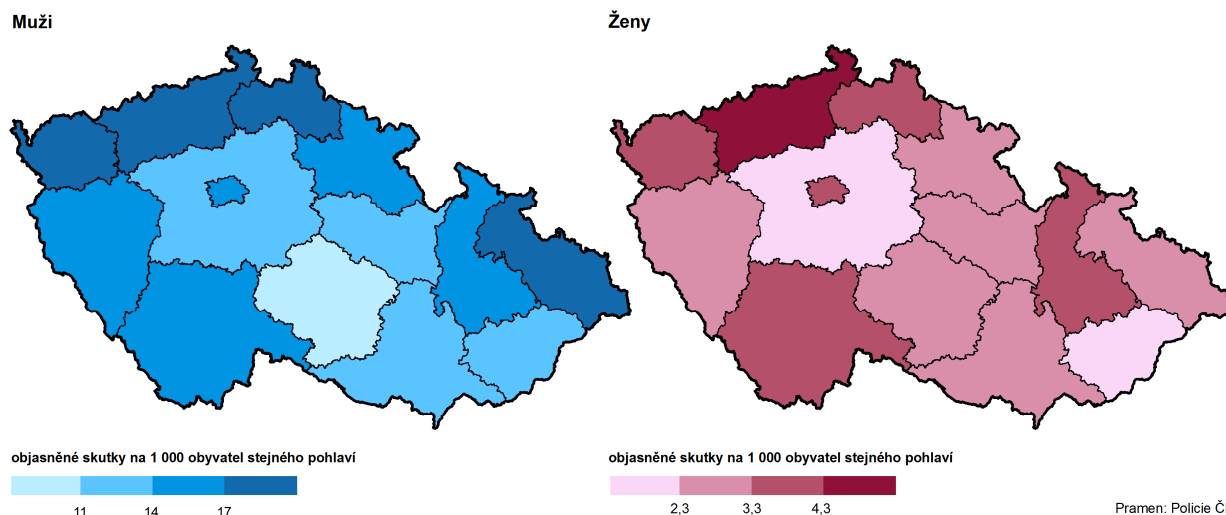 Muži
Ženy
objasněné skutky na 1 000 obyvatel stejného pohlaví
11 14 17
objasněné skutky na 1 000 obyvatel stejného pohlaví
2,3 3,3 4,3
Pramen: Policie Č